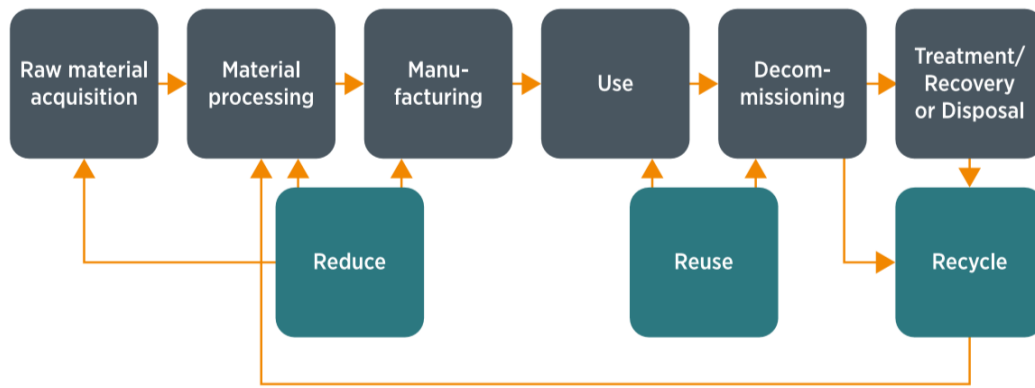 Raw material
acquisition
Material
processing
Manu-
facturing
Use
Decom-
missioning
Treatment/
Recovery
or Disposal
Reduce
Reuse
Recycle